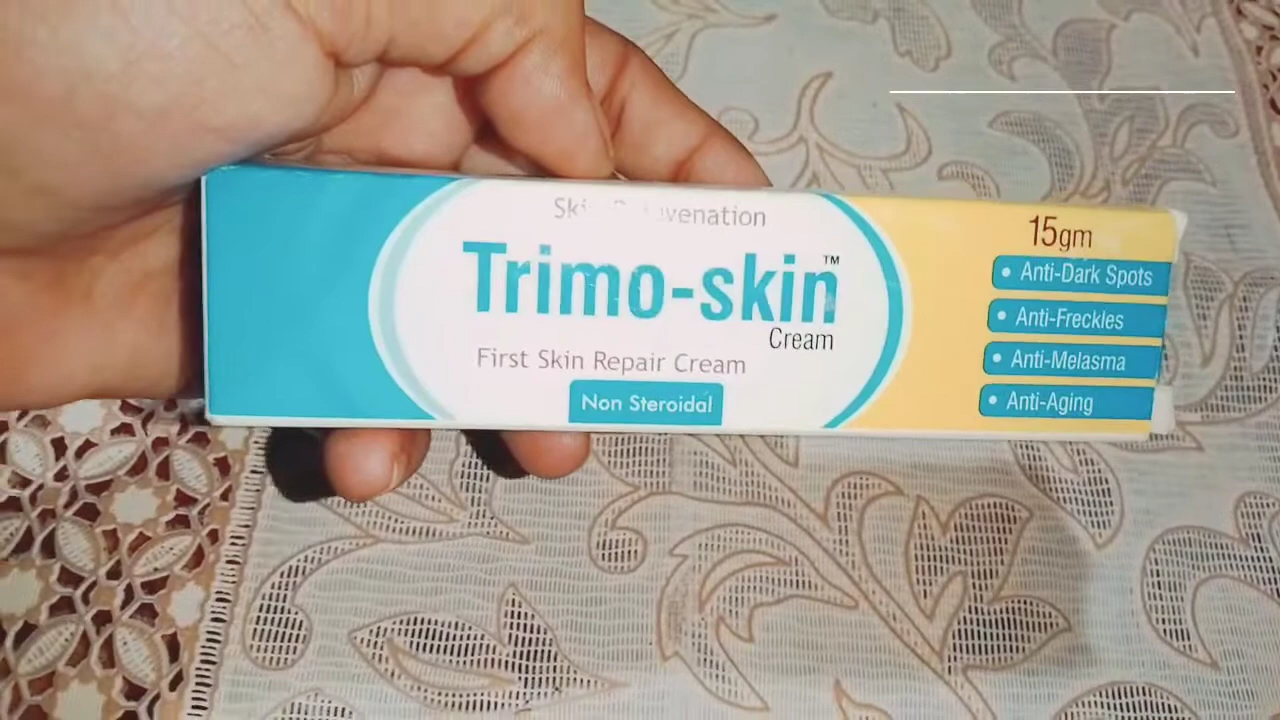 Skin Rejuvenation
Trimo-skin™
Cream
First Skin Repair Cream
Non Steroidal
15gm
• Anti-Dark Spots
• Anti-Freckles
• Anti-Melasma
• Anti-Aging